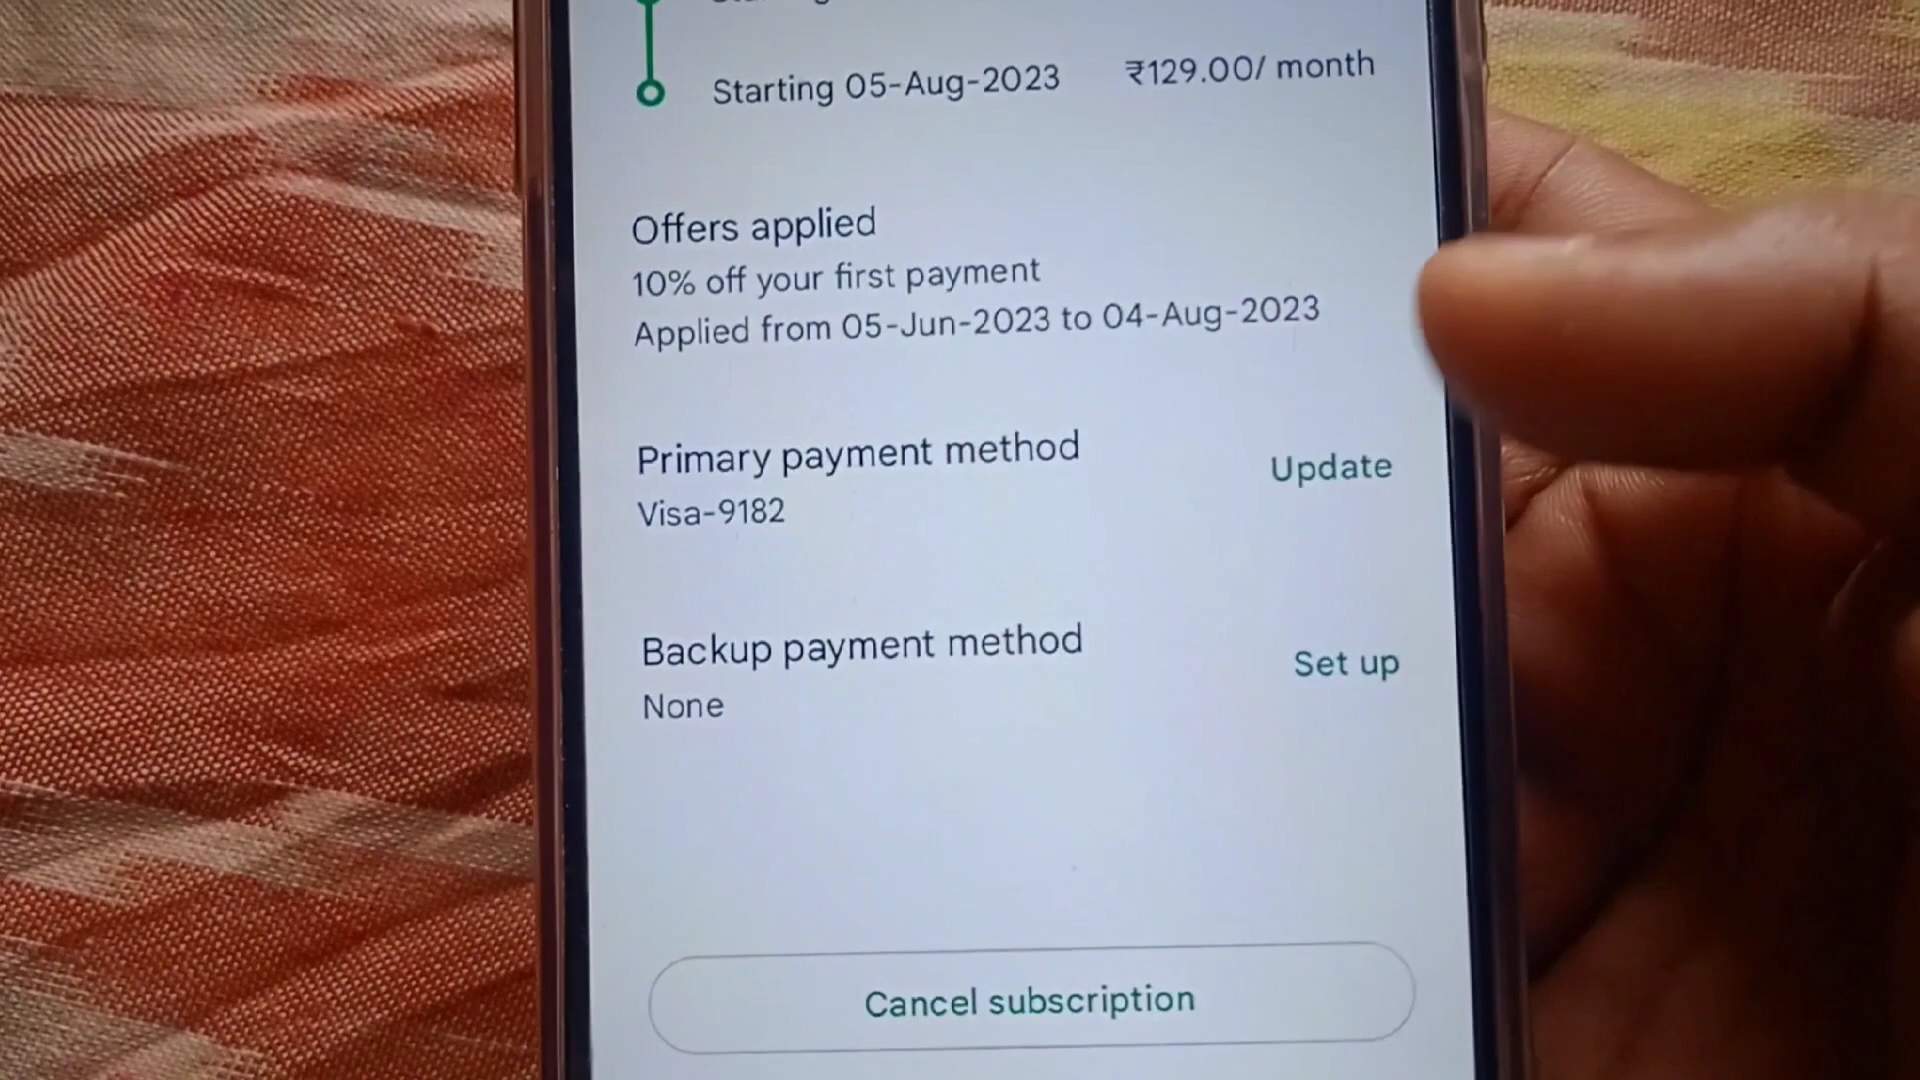 Starting 05-Aug-2023 ₹129.00/ month
Offers applied
10% off your first payment
Applied from 05-Jun-2023 to 04-Aug-2023
Primary payment method
Update
Visa-9182
Backup payment method
Set up
None
Cancel subscription